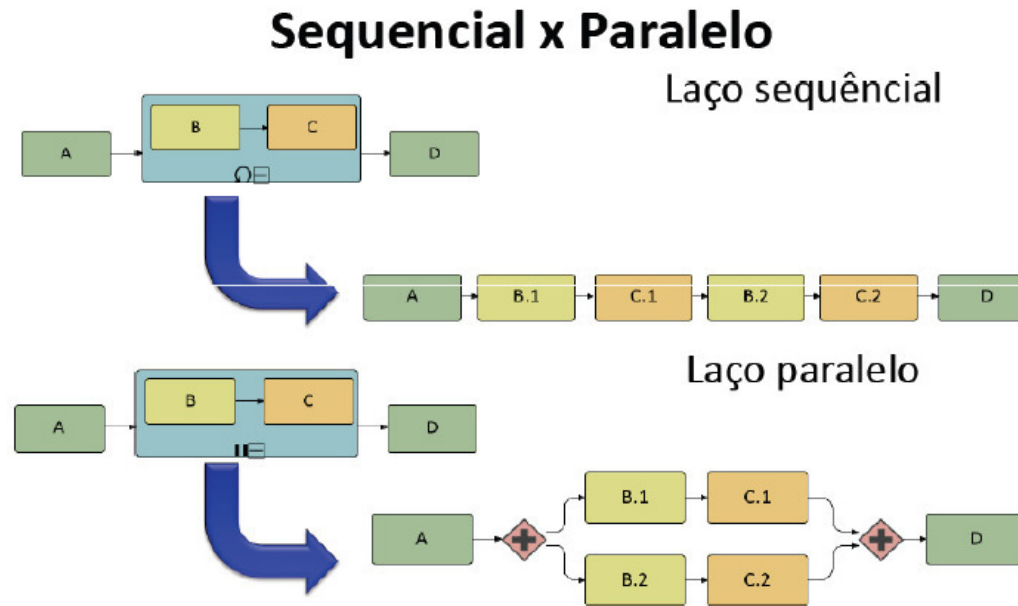 Sequencial x Paralelo
Laço sequêncial
A
B
C
D
A
B.1
C.1
B.2
C.2
D
Laço paralelo
A
B
C
D
A
B.1
C.1
B.2
C.2
D